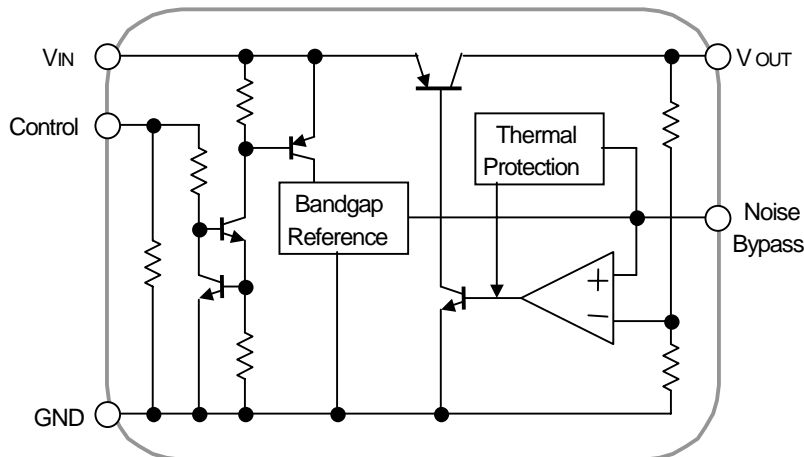 VIN
VOUT
Control
Thermal
Protection
Bandgap
Reference
Noise
Bypass
+
−
GND